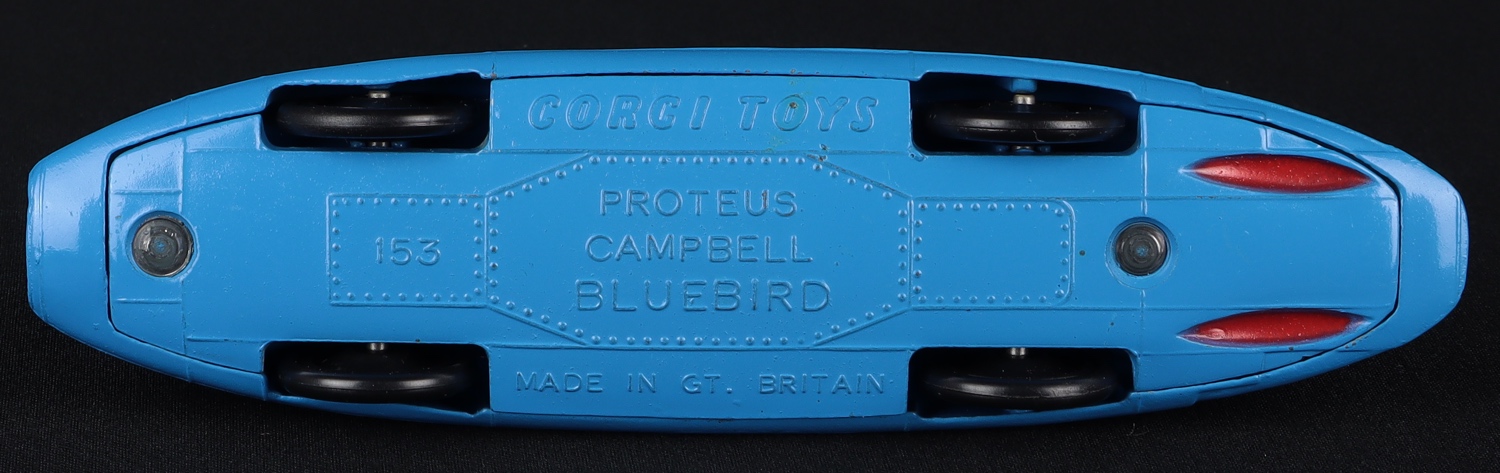 CORGI TOYS
153
PROTEUS
CAMPBELL
BLUEBIRD
MADE IN GT. BRITAIN